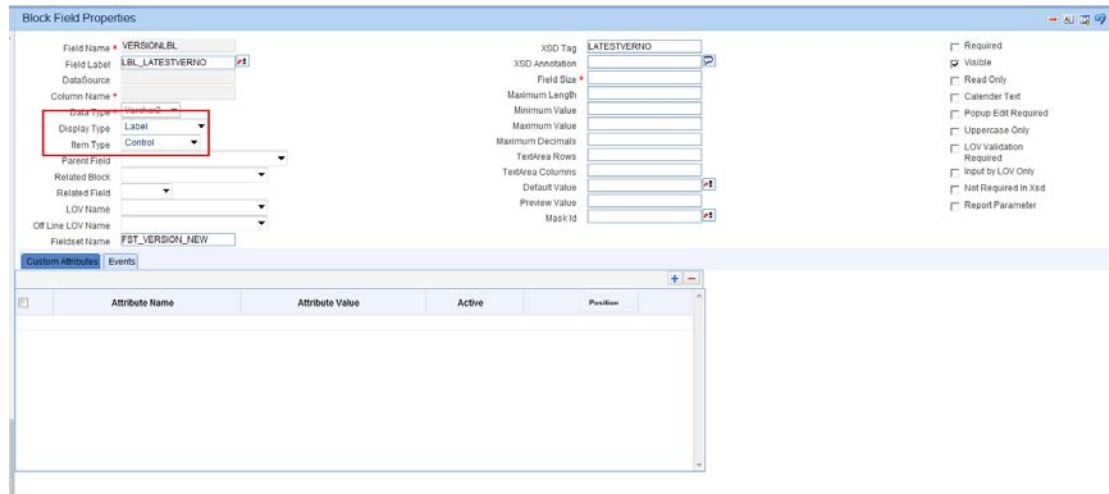 Block Field Properties
Field Name * VERSIONLBL
Field Label LBL_LATESTVERNO
DataSource
Column Name *
Data Type * Varchar2
Display Type Label
Item Type Control
Parent Field
Related Block
Related Field
LOV Name
Off Line LOV Name
Fieldset Name FST_VERSION_NEW
XSD Tag LATESTVERNO
XSD Annotation
Field Size *
Maximum Length
Minimum Value
Maximum Value
Maximum Decimals
TextArea Rows
TextArea Columns
Default Value
Preview Value
Mask Id
Required
Visible
Read Only
Calender Text
Popup Edit Required
Uppercase Only
LOV Validation
Required
Input by LOV Only
Not Required In Xsd
Report Parameter
Custom Attributes Events
Attribute Name Attribute Value Active Position